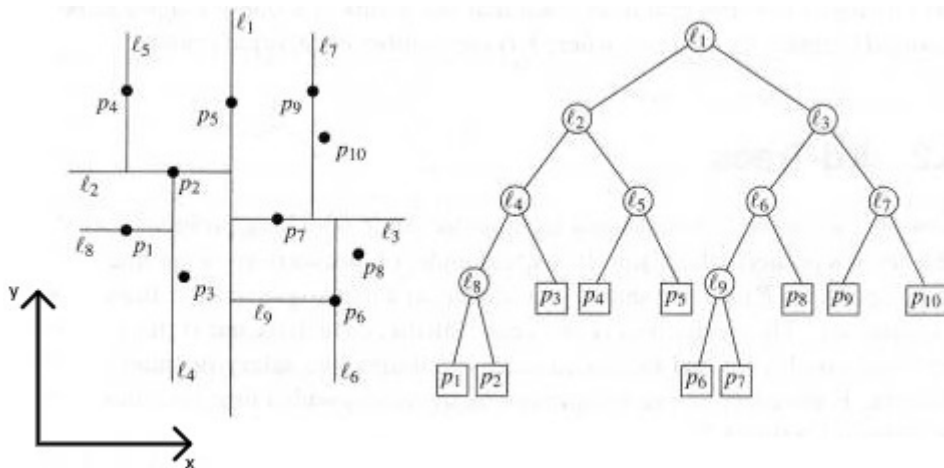 ℓ₁
ℓ₅ ℓ₇
p₄ p₅ p₉
p₁₀
ℓ₂ p₂
ℓ₈ p₁ p₇ ℓ₃
p₈
p₃
Y
ℓ₉ p₆
ℓ₄ ℓ₆
x
ℓ₁
ℓ₂ ℓ₃
ℓ₄ ℓ₅ ℓ₆ ℓ₇
ℓ₈ p₃ p₄ p₅ ℓ₉ p₈ p₉ p₁₀
p₁ p₂ p₆ p₇